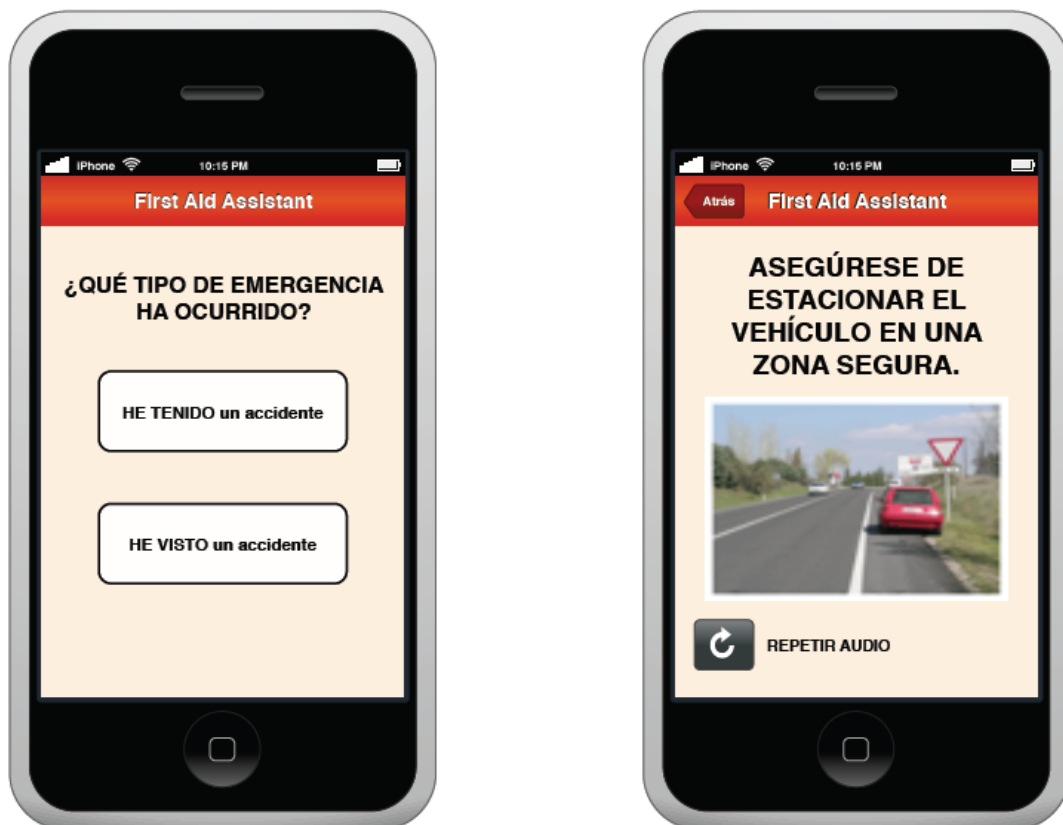 iPhone
10:15 PM
First Aid Assistant
¿QUÉ TIPO DE EMERGENCIA
HA OCURRIDO?
HE TENIDO un accidente
HE VISTO un accidente
iPhone
10:15 PM
Atrás
First Aid Assistant
ASEGÚRESE DE
ESTACIONAR EL
VEHÍCULO EN UNA
ZONA SEGURA.
REPETIR AUDIO